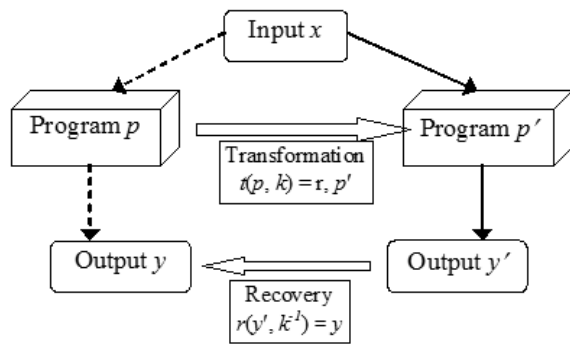 Input x
Program p
Program p′
Transformation
t(p, k) = r, p'
Output y
Output y′
Recovery
r(y', k⁻¹) = y